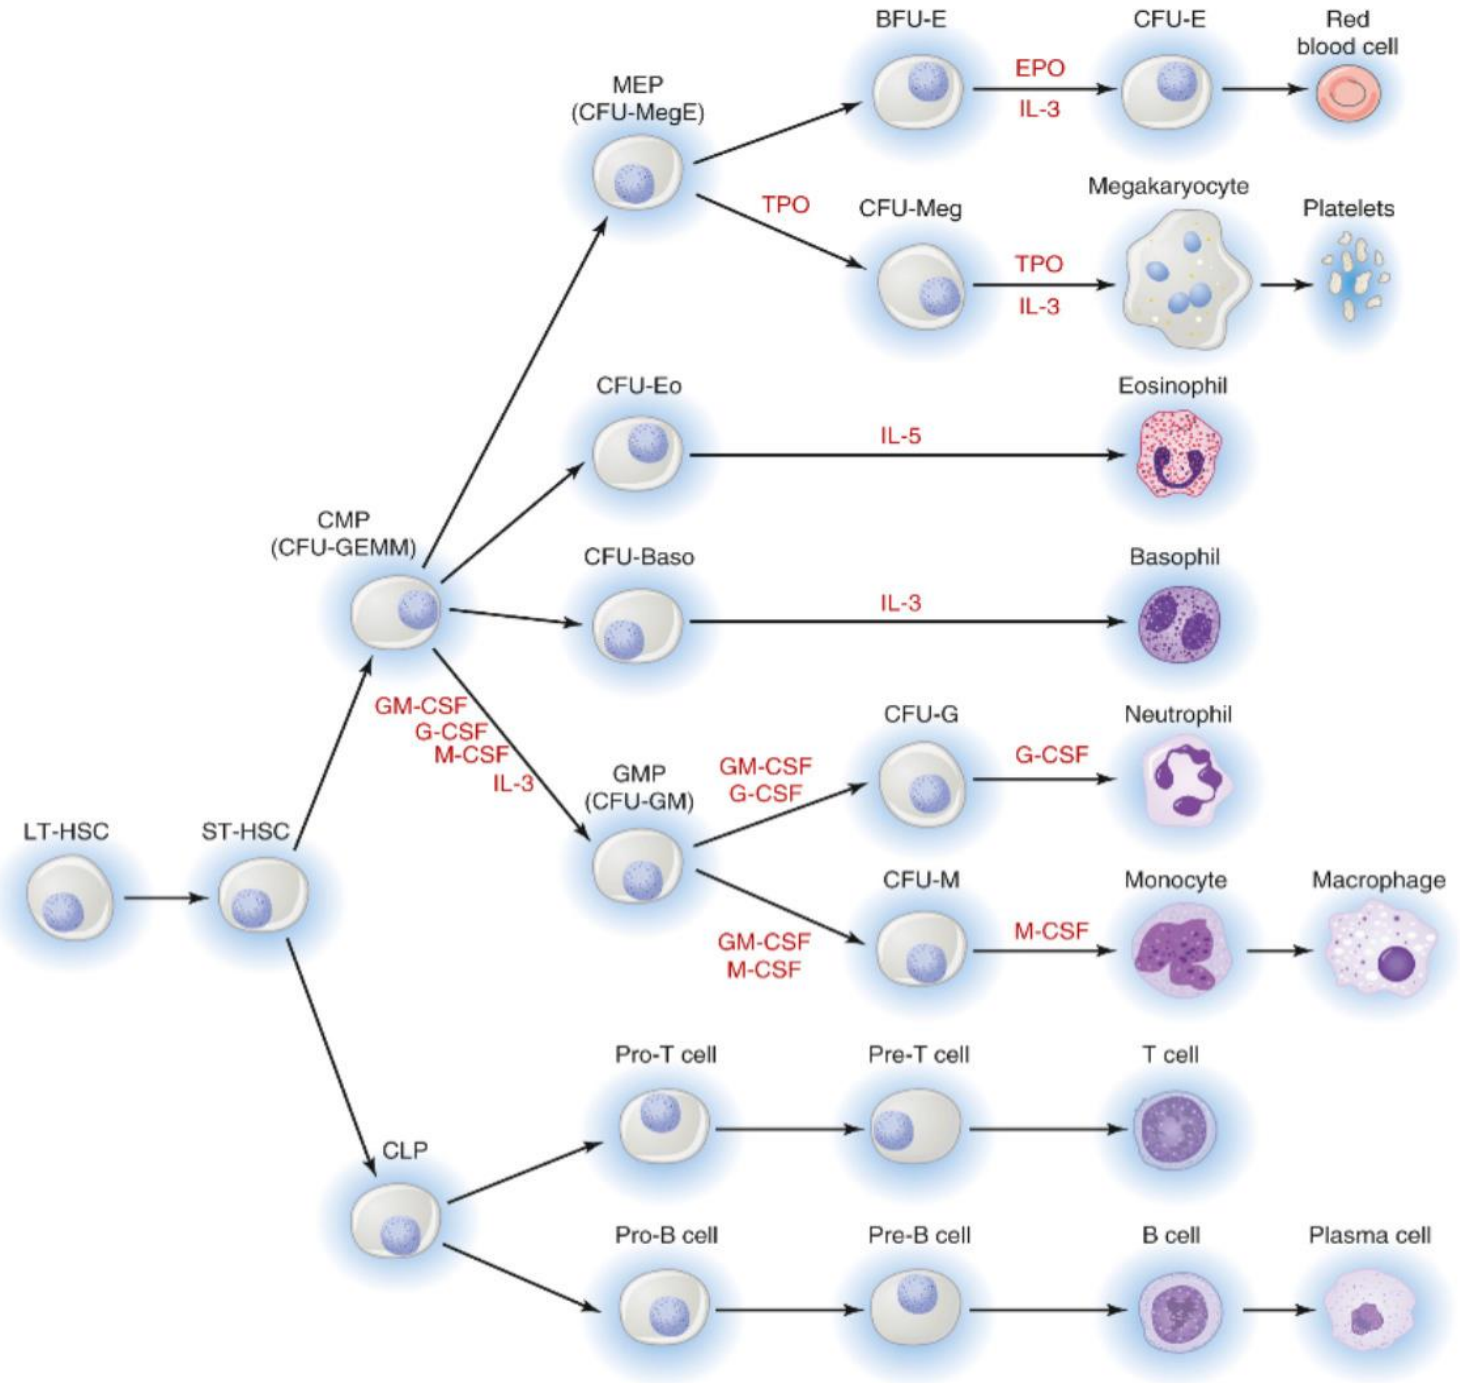 BFU-E
CFU-E
Red
blood cell
EPO
IL-3
MEP
(CFU-MegE)
TPO
CFU-Meg
Megakaryocyte
Platelets
TPO
IL-3
CFU-Eo
Eosinophil
IL-5
CMP
(CFU-GEMM)
CFU-Baso
Basophil
IL-3
GM-CSF
G-CSF
M-CSF
IL-3
GMP
(CFU-GM)
GM-CSF
G-CSF
CFU-G
G-CSF
Neutrophil
LT-HSC
ST-HSC
GM-CSF
M-CSF
CFU-M
M-CSF
Monocyte
Macrophage
CLP
Pro-T cell
Pre-T cell
T cell
Pro-B cell
Pre-B cell
B cell
Plasma cell